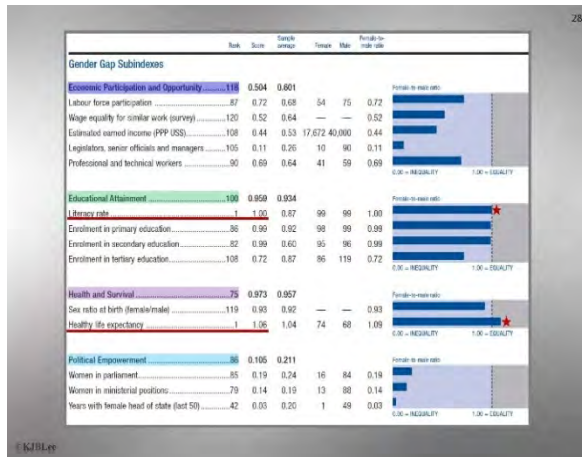 28
Rank Score Sample average Female Male Female-to-male ratio
Gender Gap Subindexes
Economic Participation and Opportunity 116 0.504 0.601
Female-to-male ratio
Labour force participation 87 0.72 0.68 54 75 0.72
Wage equality for similar work (survey) 120 0.52 0.64 — — 0.52
Estimated earned income (PPP US$) 108 0.44 0.53 17,672 40,000 0.44
Legislators, senior officials and managers 105 0.11 0.26 10 90 0.11
Professional and technical workers 90 0.69 0.64 41 59 0.69
0.00 = INEQUALITY 1.00 = EQUALITY
Educational Attainment 100 0.959 0.934
Female-to-male ratio
Literacy rate 1 1.00 0.87 99 99 1.00
Enrolment in primary education 86 0.99 0.92 98 99 0.99
Enrolment in secondary education 82 0.99 0.60 95 96 0.99
Enrolment in tertiary education 108 0.72 0.87 86 119 0.72
0.00 = INEQUALITY 1.00 = EQUALITY
Health and Survival 75 0.973 0.957
Female-to-male ratio
Sex ratio at birth (female/male) 119 0.93 0.92 — — 0.93
Healthy life expectancy 1 1.06 1.04 74 68 1.09
0.00 = INEQUALITY 1.00 = EQUALITY
Political Empowerment 86 0.105 0.211
Female-to-male ratio
Women in parliament 85 0.19 0.24 16 84 0.19
Women in ministerial positions 79 0.14 0.19 13 88 0.14
Years with female head of state (last 50) 42 0.03 0.20 1 49 0.03
0.00 = INEQUALITY 1.00 = EQUALITY
©KJBLee